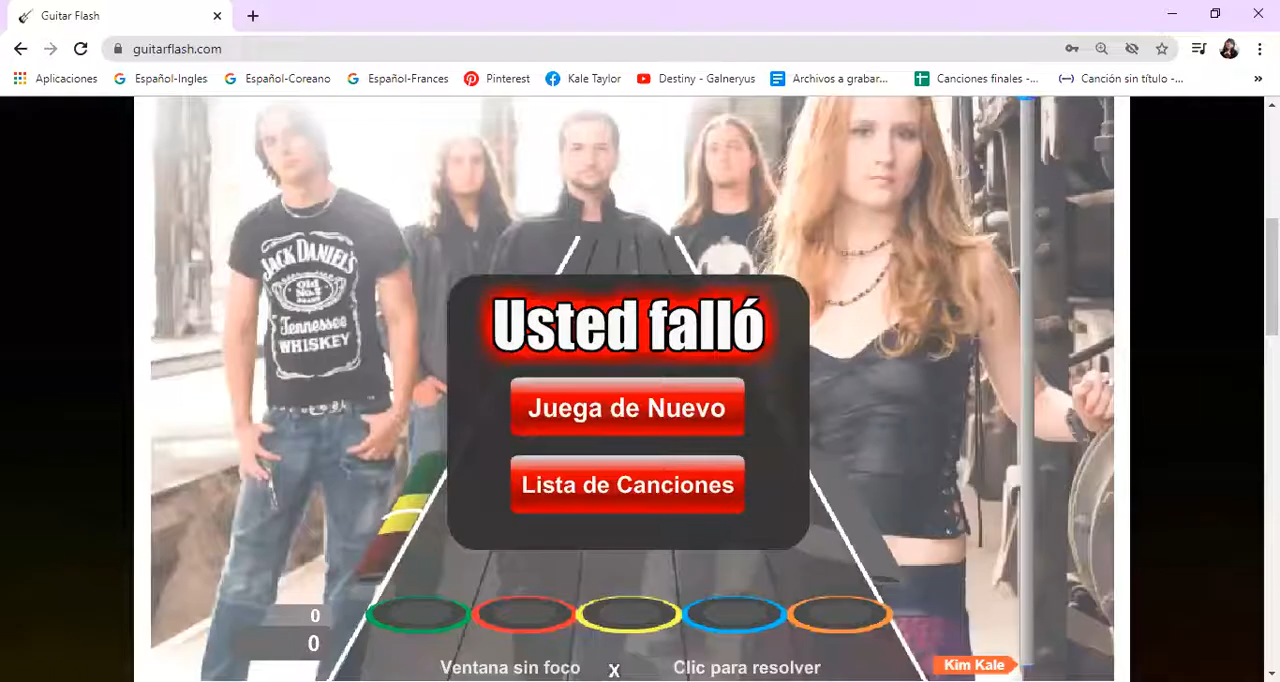 Guitar Flash
guitarflash.com
Aplicaciones
Español-Ingles
Español-Coreano
Español-Frances
Pinterest
Kale Taylor
Destiny - Galneryus
Archivos a grabar...
Canciones finales -...
Canción sin título -...
JACK DANIEL'S
Old
No.7
BRAND
Tennessee
WHISKEY
Usted falló
Juega de Nuevo
Lista de Canciones
0
0
Ventana sin foco X Clic para resolver
Kim Kale